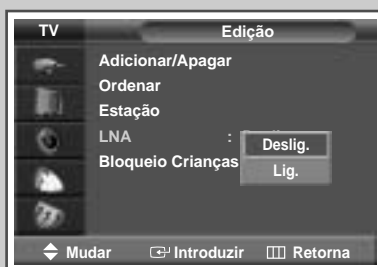 TV Edição
Adicionar/Apagar
Ordenar
Estação
LNA :
Deslig.
Bloqueio Crianças
Lig.
Mudar Introduzir Retorna